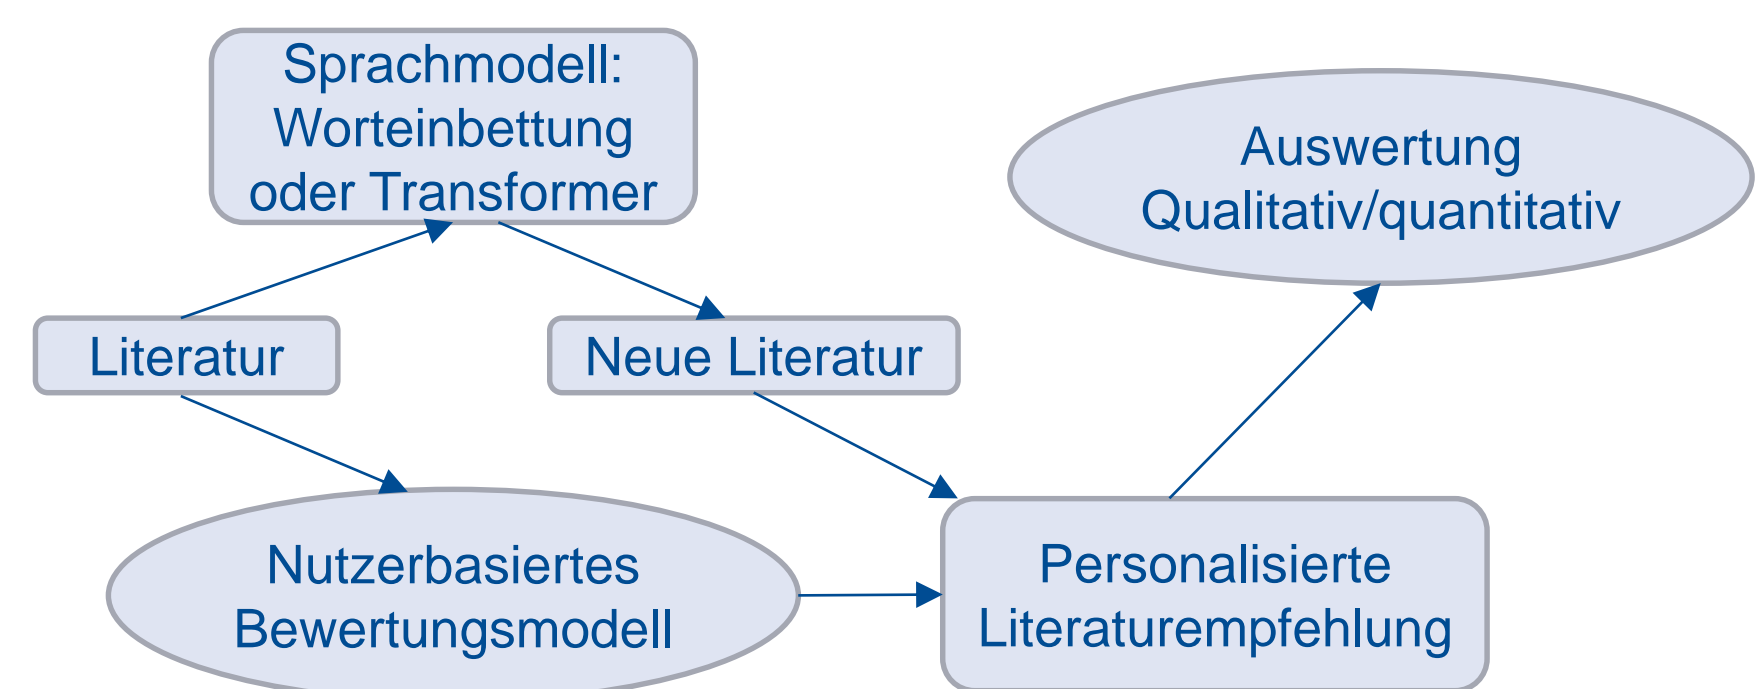 Sprachmodell:
Worteinbettung
oder Transformer
Auswertung
Qualitativ/quantitativ
Literatur
Neue Literatur
Nutzerbasiertes
Bewertungsmodell
Personalisierte
Literaturempfehlung